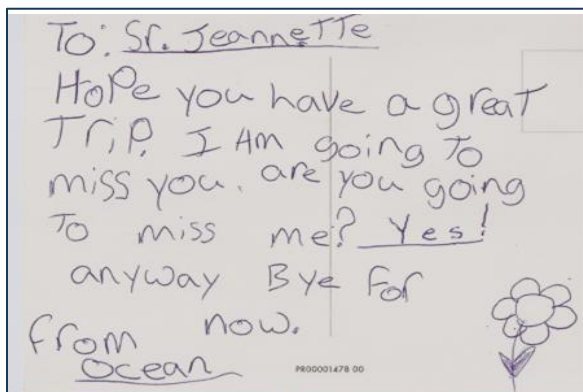 To: Sr. Jeannette
Hope you have a great
Trip. I Am going To
miss you. are you going
To miss me? Yes!
anyway Bye For
now.
From
ocean
PR00001478 00